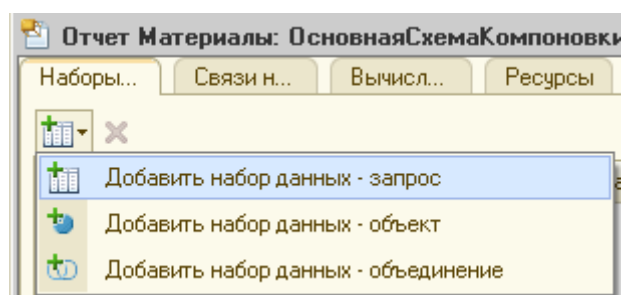 Отчет Материалы: ОсновнаяСхемаКомпоновки
Наборы... Связи н... Вычисл... Ресурсы
Добавить набор данных - запрос
Добавить набор данных - объект
Добавить набор данных - объединение